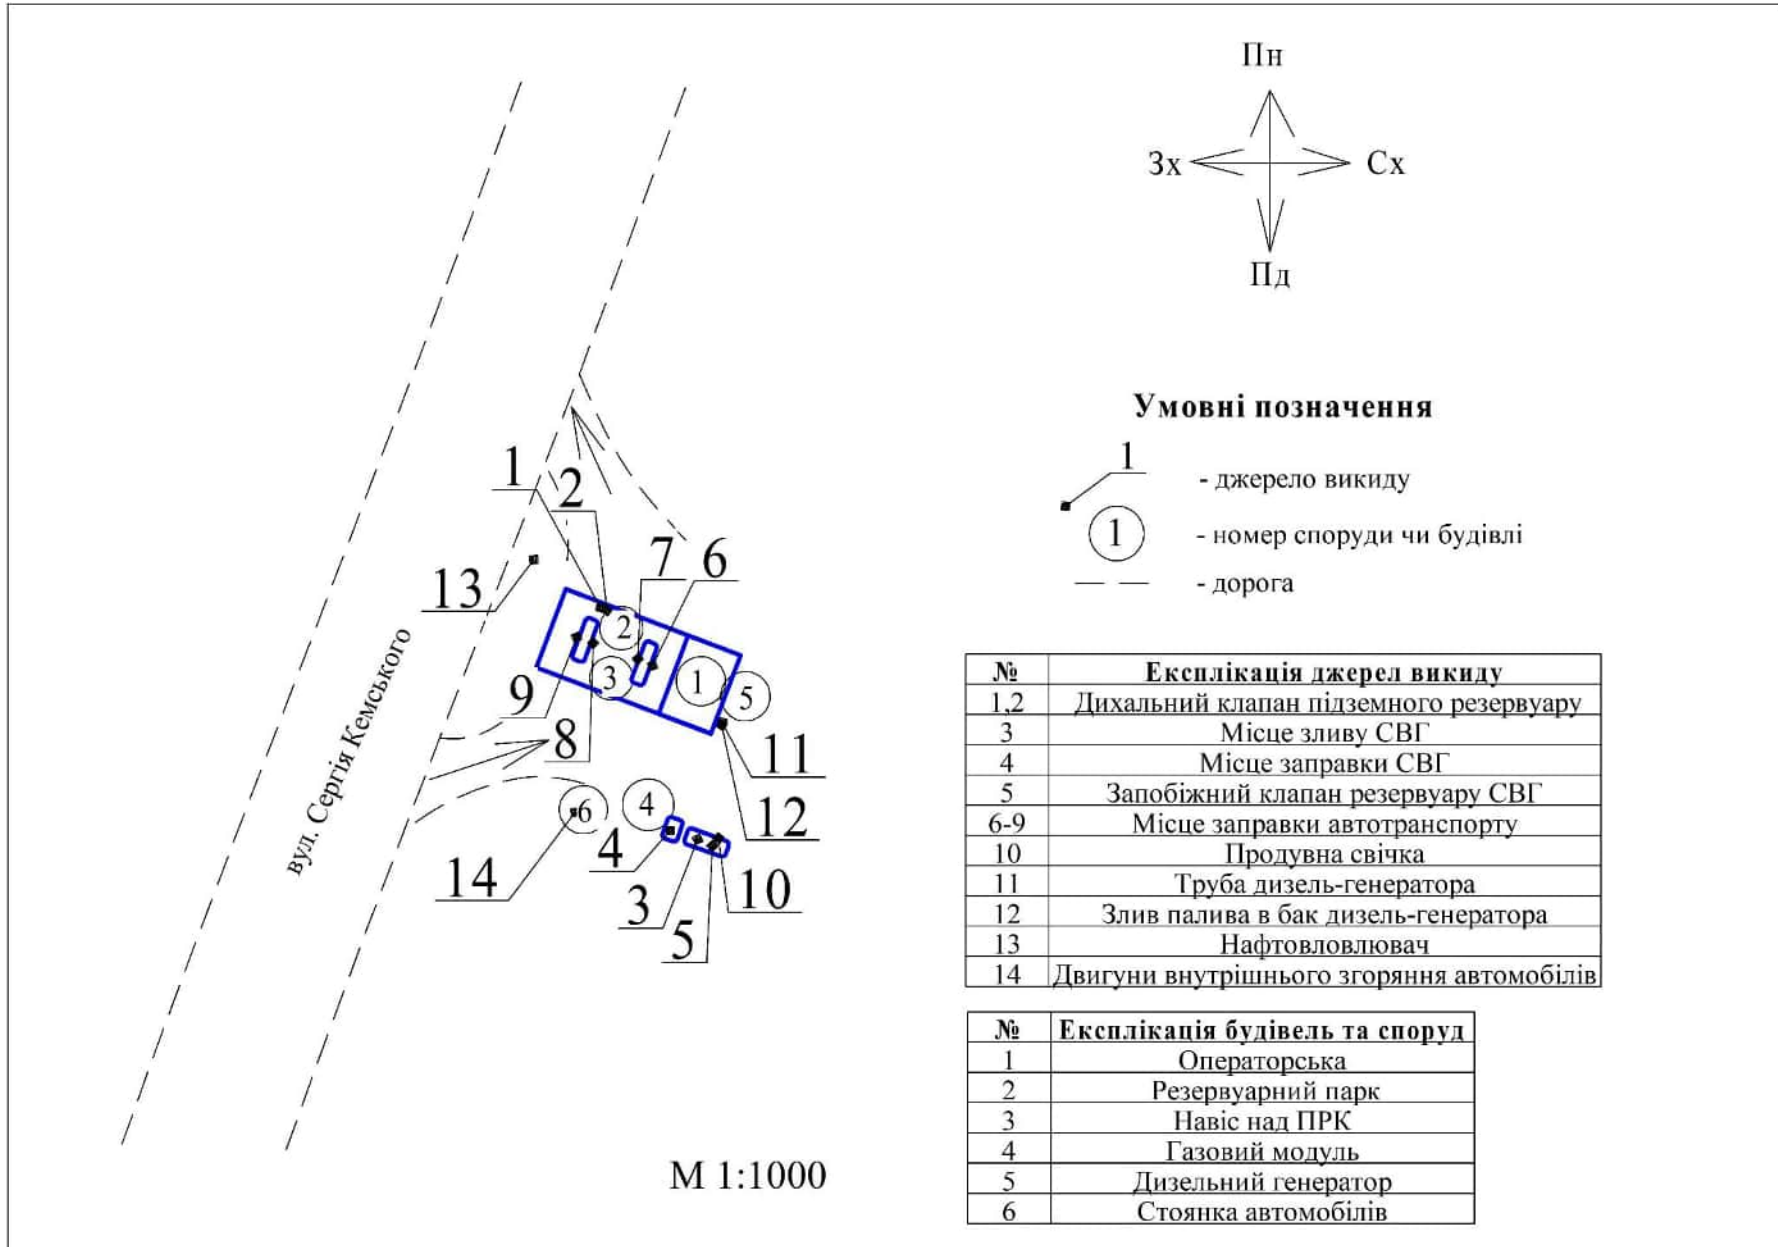 Пн
Зх
Сх
Пд
Умовні позначення
1
- джерело викиду
1
- номер споруди чи будівлі
- дорога
1
2
7
6
13
2
3
1
5
9
8
11
12
6
4
4
14
3
10
5
вул. Сергія Кемського
М 1:1000
№ Експлікація джерел викиду
1,2 Дихальний клапан підземного резервуару
3 Місце зливу СВГ
4 Місце заправки СВГ
5 Запобіжний клапан резервуару СВГ
6-9 Місце заправки автотранспорту
10 Продувна свічка
11 Труба дизель-генератора
12 Злив палива в бак дизель-генератора
13 Нафтовловлювач
14 Двигуни внутрішнього згоряння автомобілів
№ Експлікація будівель та споруд
1 Операторська
2 Резервуарний парк
3 Навіс над ПРК
4 Газовий модуль
5 Дизельний генератор
6 Стоянка автомобілів